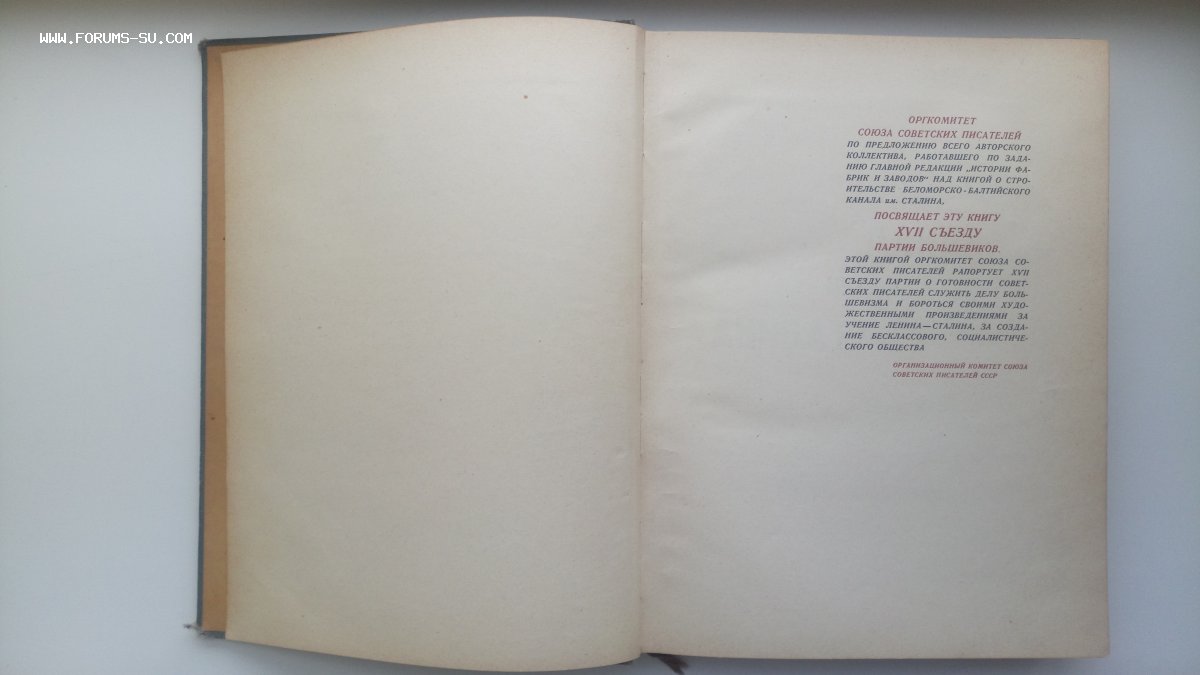 WWW.FORUMS-SU.COM
ОРГКОМИТЕТ
СОЮЗА СОВЕТСКИХ ПИСАТЕЛЕЙ
ПО ПРЕДЛОЖЕНИЮ ВСЕГО АВТОРСКОГО
КОЛЛЕКТИВА, РАБОТАВШЕГО ПО ЗАДА-
НИЮ ГЛАВНОЙ РЕДАКЦИИ „ИСТОРИИ ФА-
БРИК И ЗАВОДОВ“ НАД КНИГОЙ О СТРО-
ИТЕЛЬСТВЕ БЕЛОМОРСКО-БАЛТИЙСКОГО
КАНАЛА им. СТАЛИНА,
ПОСВЯЩАЕТ ЭТУ КНИГУ
XVII СЪЕЗДУ
ПАРТИИ БОЛЬШЕВИКОВ.
ЭТОЙ КНИГОЙ ОРГКОМИТЕТ СОЮЗА СО-
ВЕТСКИХ ПИСАТЕЛЕЙ РАПОРТУЕТ XVII
СЪЕЗДУ ПАРТИИ О ГОТОВНОСТИ СОВЕТ-
СКИХ ПИСАТЕЛЕЙ СЛУЖИТЬ ДЕЛУ БОЛЬ-
ШЕВИЗМА И БОРОТЬСЯ СВОИМИ ХУДО-
ЖЕСТВЕННЫМИ ПРОИЗВЕДЕНИЯМИ ЗА
УЧЕНИЕ ЛЕНИНА—СТАЛИНА, ЗА СОЗДА-
НИЕ БЕСКЛАССОВОГО, СОЦИАЛИСТИЧЕ-
СКОГО ОБЩЕСТВА
ОРГАНИЗАЦИОННЫЙ КОМИТЕТ СОЮЗА
СОВЕТСКИХ ПИСАТЕЛЕЙ СССР